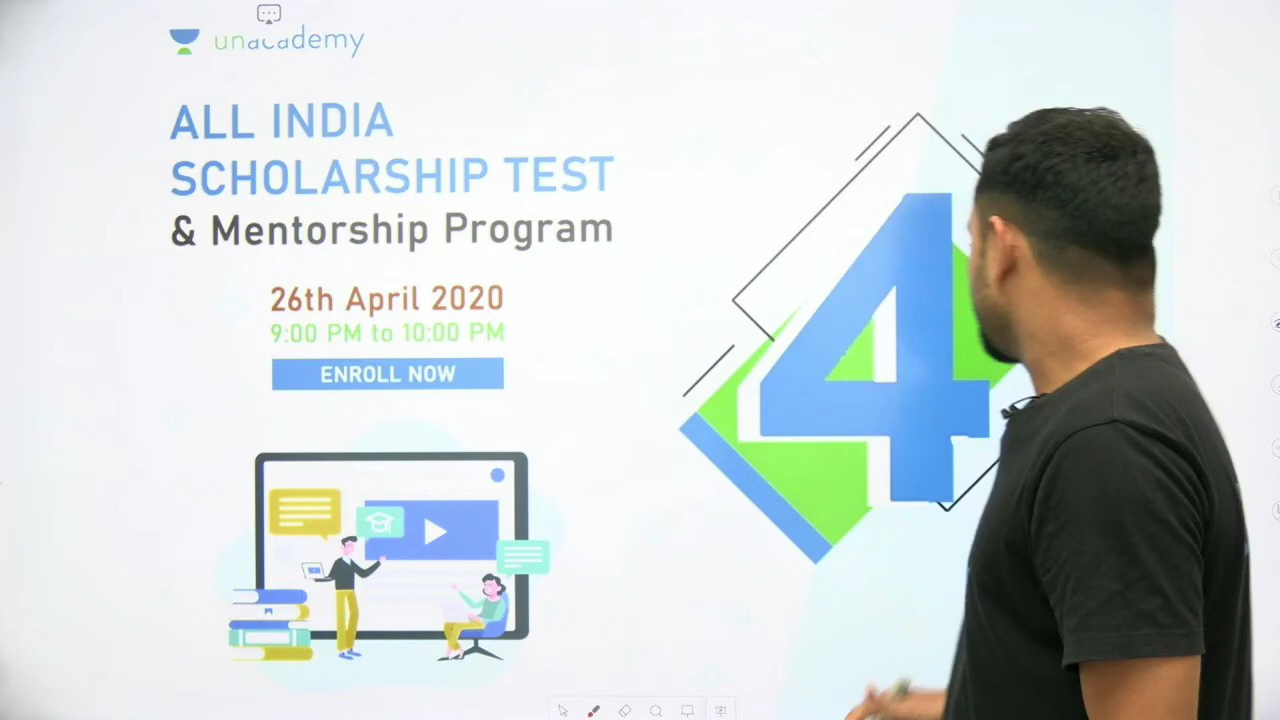 unacademy
ALL INDIA
SCHOLARSHIP TEST
& Mentorship Program
26th April 2020
9:00 PM to 10:00 PM
ENROLL NOW
4